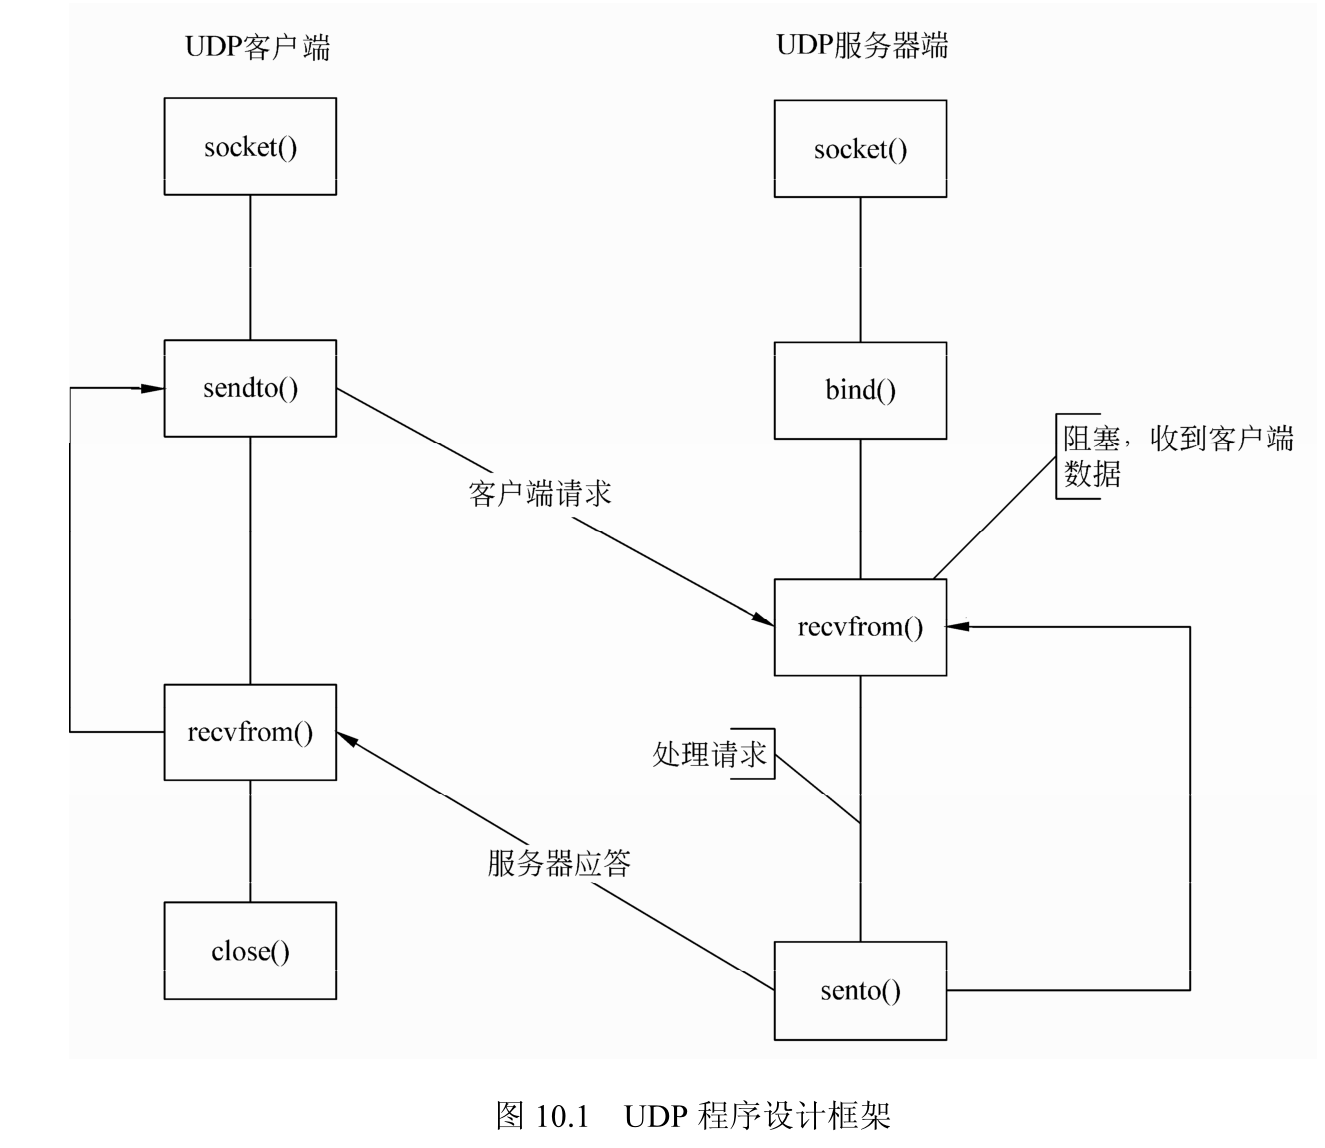 UDP客户端
UDP服务器端
socket()
socket()
sendto()
bind()
阻塞，收到客户端
数据
客户端请求
recvfrom()
recvfrom()
处理请求
服务器应答
close()
sento()
图 10.1 UDP 程序设计框架